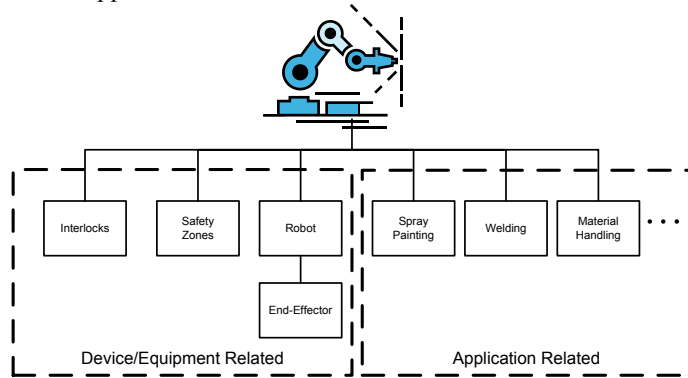 Interlocks
Safety
Zones
Robot
Spray
Painting
Welding
Material
Handling
...
End-Effector
Device/Equipment Related
Application Related